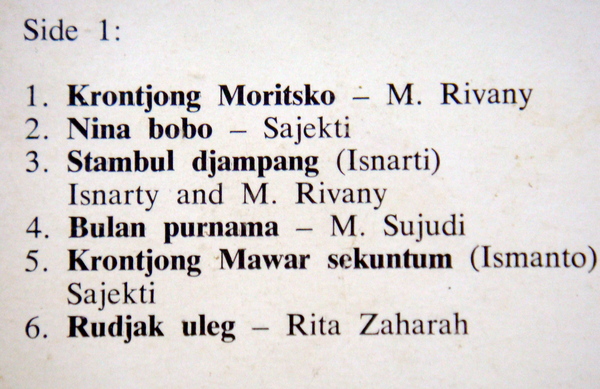 Side 1:
1. Krontjong Moritsko – M. Rivany
2. Nina bobo – Sajekti
3. Stambul djampang (Isnarti)
Isnarty and M. Rivany
4. Bulan purnama – M. Sujudi
5. Krontjong Mawar sekuntum (Ismanto)
Sajekti
6. Rudjak uleg – Rita Zaharah